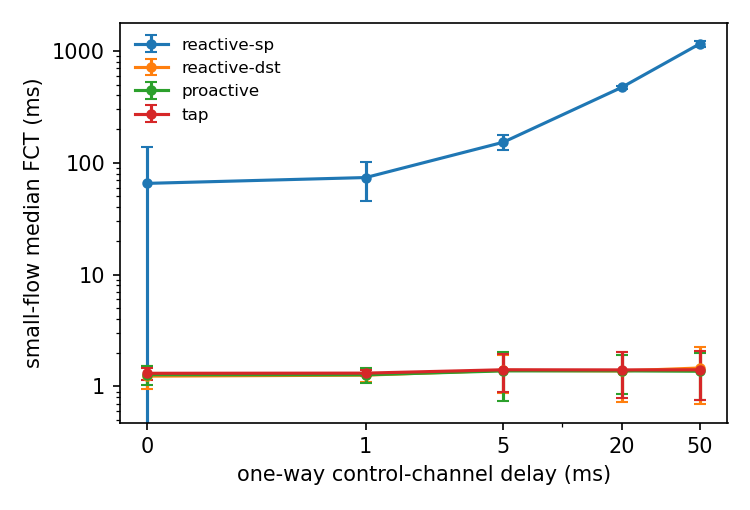 reactive-sp
reactive-dst
proactive
tap
small-flow median FCT (ms)
1000
100
10
1
0
1
5
20
50
one-way control-channel delay (ms)